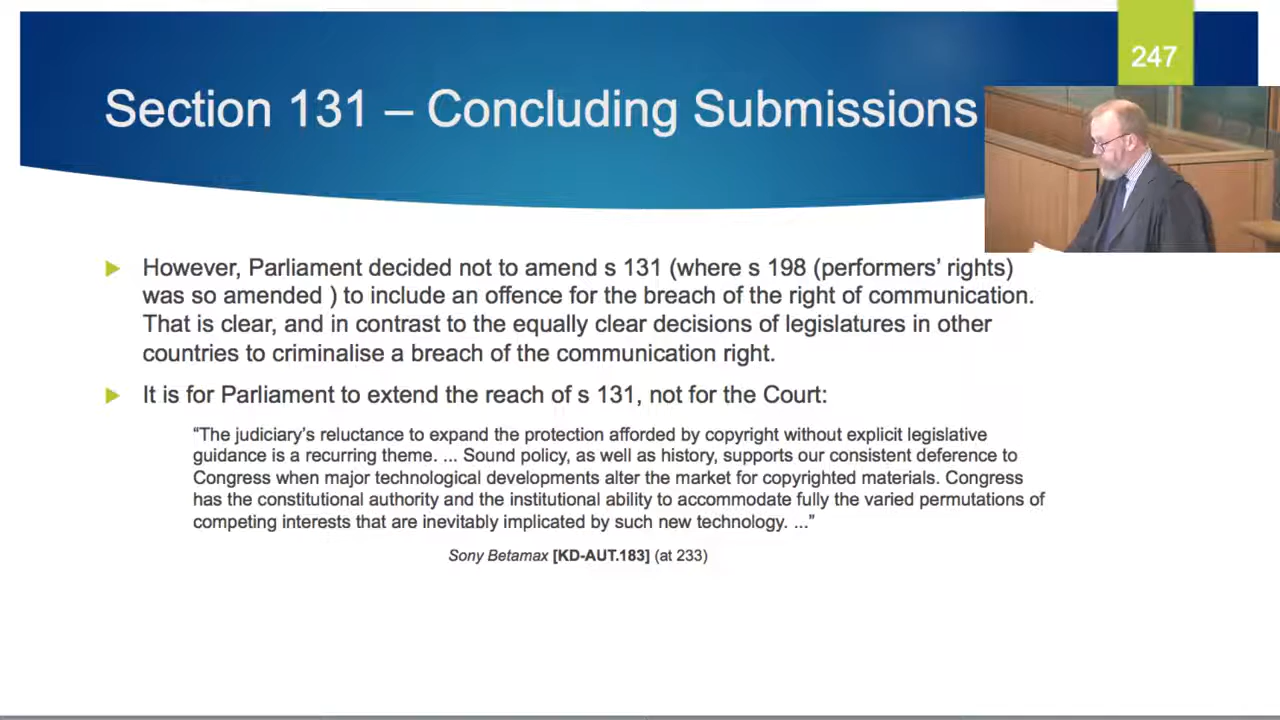 247
Section 131 – Concluding Submissions
However, Parliament decided not to amend s 131 (where s 198 (performers’ rights)
was so amended ) to include an offence for the breach of the right of communication.
That is clear, and in contrast to the equally clear decisions of legislatures in other
countries to criminalise a breach of the communication right.
It is for Parliament to extend the reach of s 131, not for the Court:
“The judiciary’s reluctance to expand the protection afforded by copyright without explicit legislative
guidance is a recurring theme. ... Sound policy, as well as history, supports our consistent deference to
Congress when major technological developments alter the market for copyrighted materials. Congress
has the constitutional authority and the institutional ability to accommodate fully the varied permutations of
competing interests that are inevitably implicated by such new technology. ...”
Sony Betamax [KD-AUT.183] (at 233)